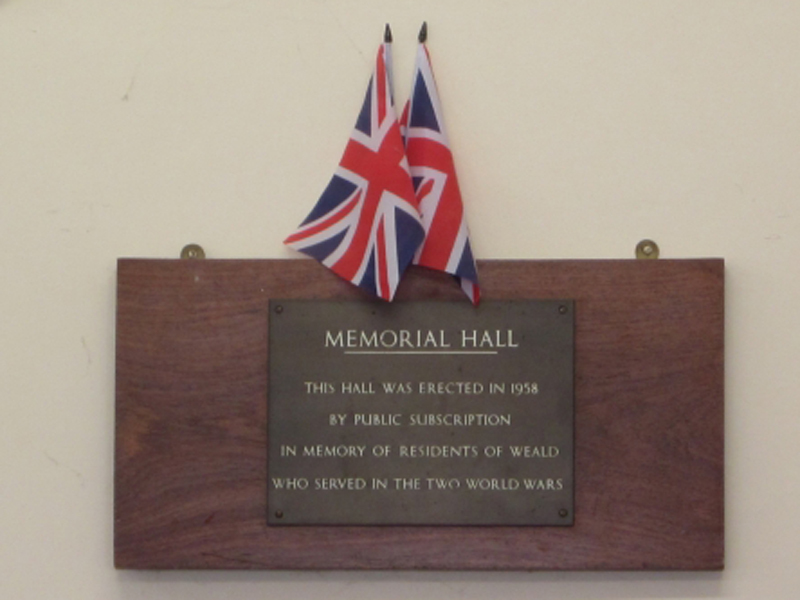 MEMORIAL HALL
THIS HALL WAS ERECTED IN 1958
BY PUBLIC SUBSCRIPTION
IN MEMORY OF RESIDENTS OF WEALD
WHO SERVED IN THE TWO WORLD WARS